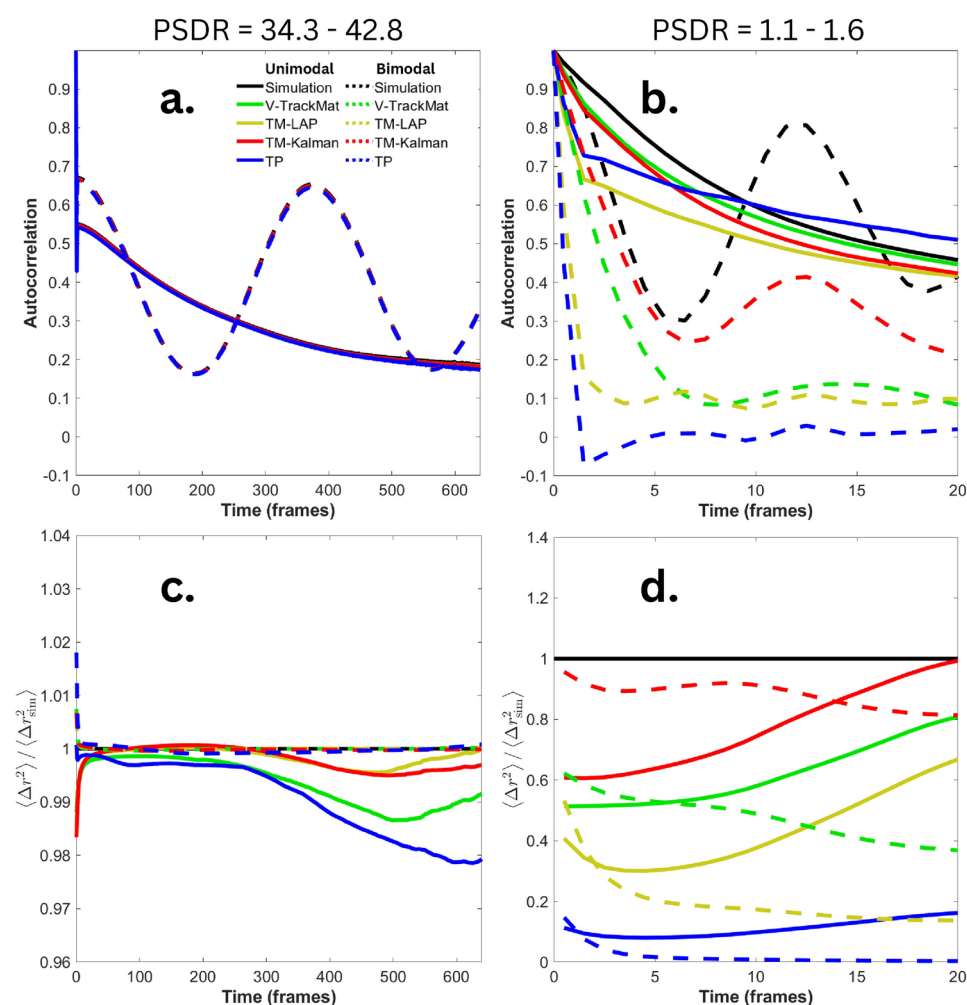 PSDR = 34.3 - 42.8
PSDR = 1.1 - 1.6
a.
Unimodal Bimodal
Simulation Simulation
V-TrackMat V-TrackMat
TM-LAP TM-LAP
TM-Kalman TM-Kalman
TP TP
Autocorrelation
0.9
0.8
0.7
0.6
0.5
0.4
0.3
0.2
0.1
0
-0.1
0 100 200 300 400 500 600
Time (frames)
b.
Autocorrelation
0.9
0.8
0.7
0.6
0.5
0.4
0.3
0.2
0.1
0
-0.1
0 5 10 15 20
Time (frames)
c.
⟨Δr²⟩ / ⟨Δr²sim⟩
1.04
1.03
1.02
1.01
1
0.99
0.98
0.97
0.96
0 100 200 300 400 500 600
Time (frames)
d.
⟨Δr²⟩ / ⟨Δr²sim⟩
1.4
1.2
1
0.8
0.6
0.4
0.2
0
0 5 10 15 20
Time (frames)